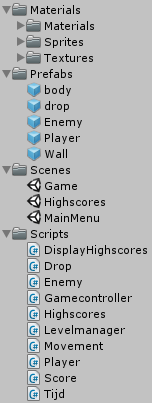 Materials
Materials
Sprites
Textures
Prefabs
body
drop
Enemy
Player
Wall
Scenes
Game
Highscores
MainMenu
Scripts
DisplayHighscores
Drop
Enemy
Gamecontroller
Highscores
Levelmanager
Movement
Player
Score
Tijd